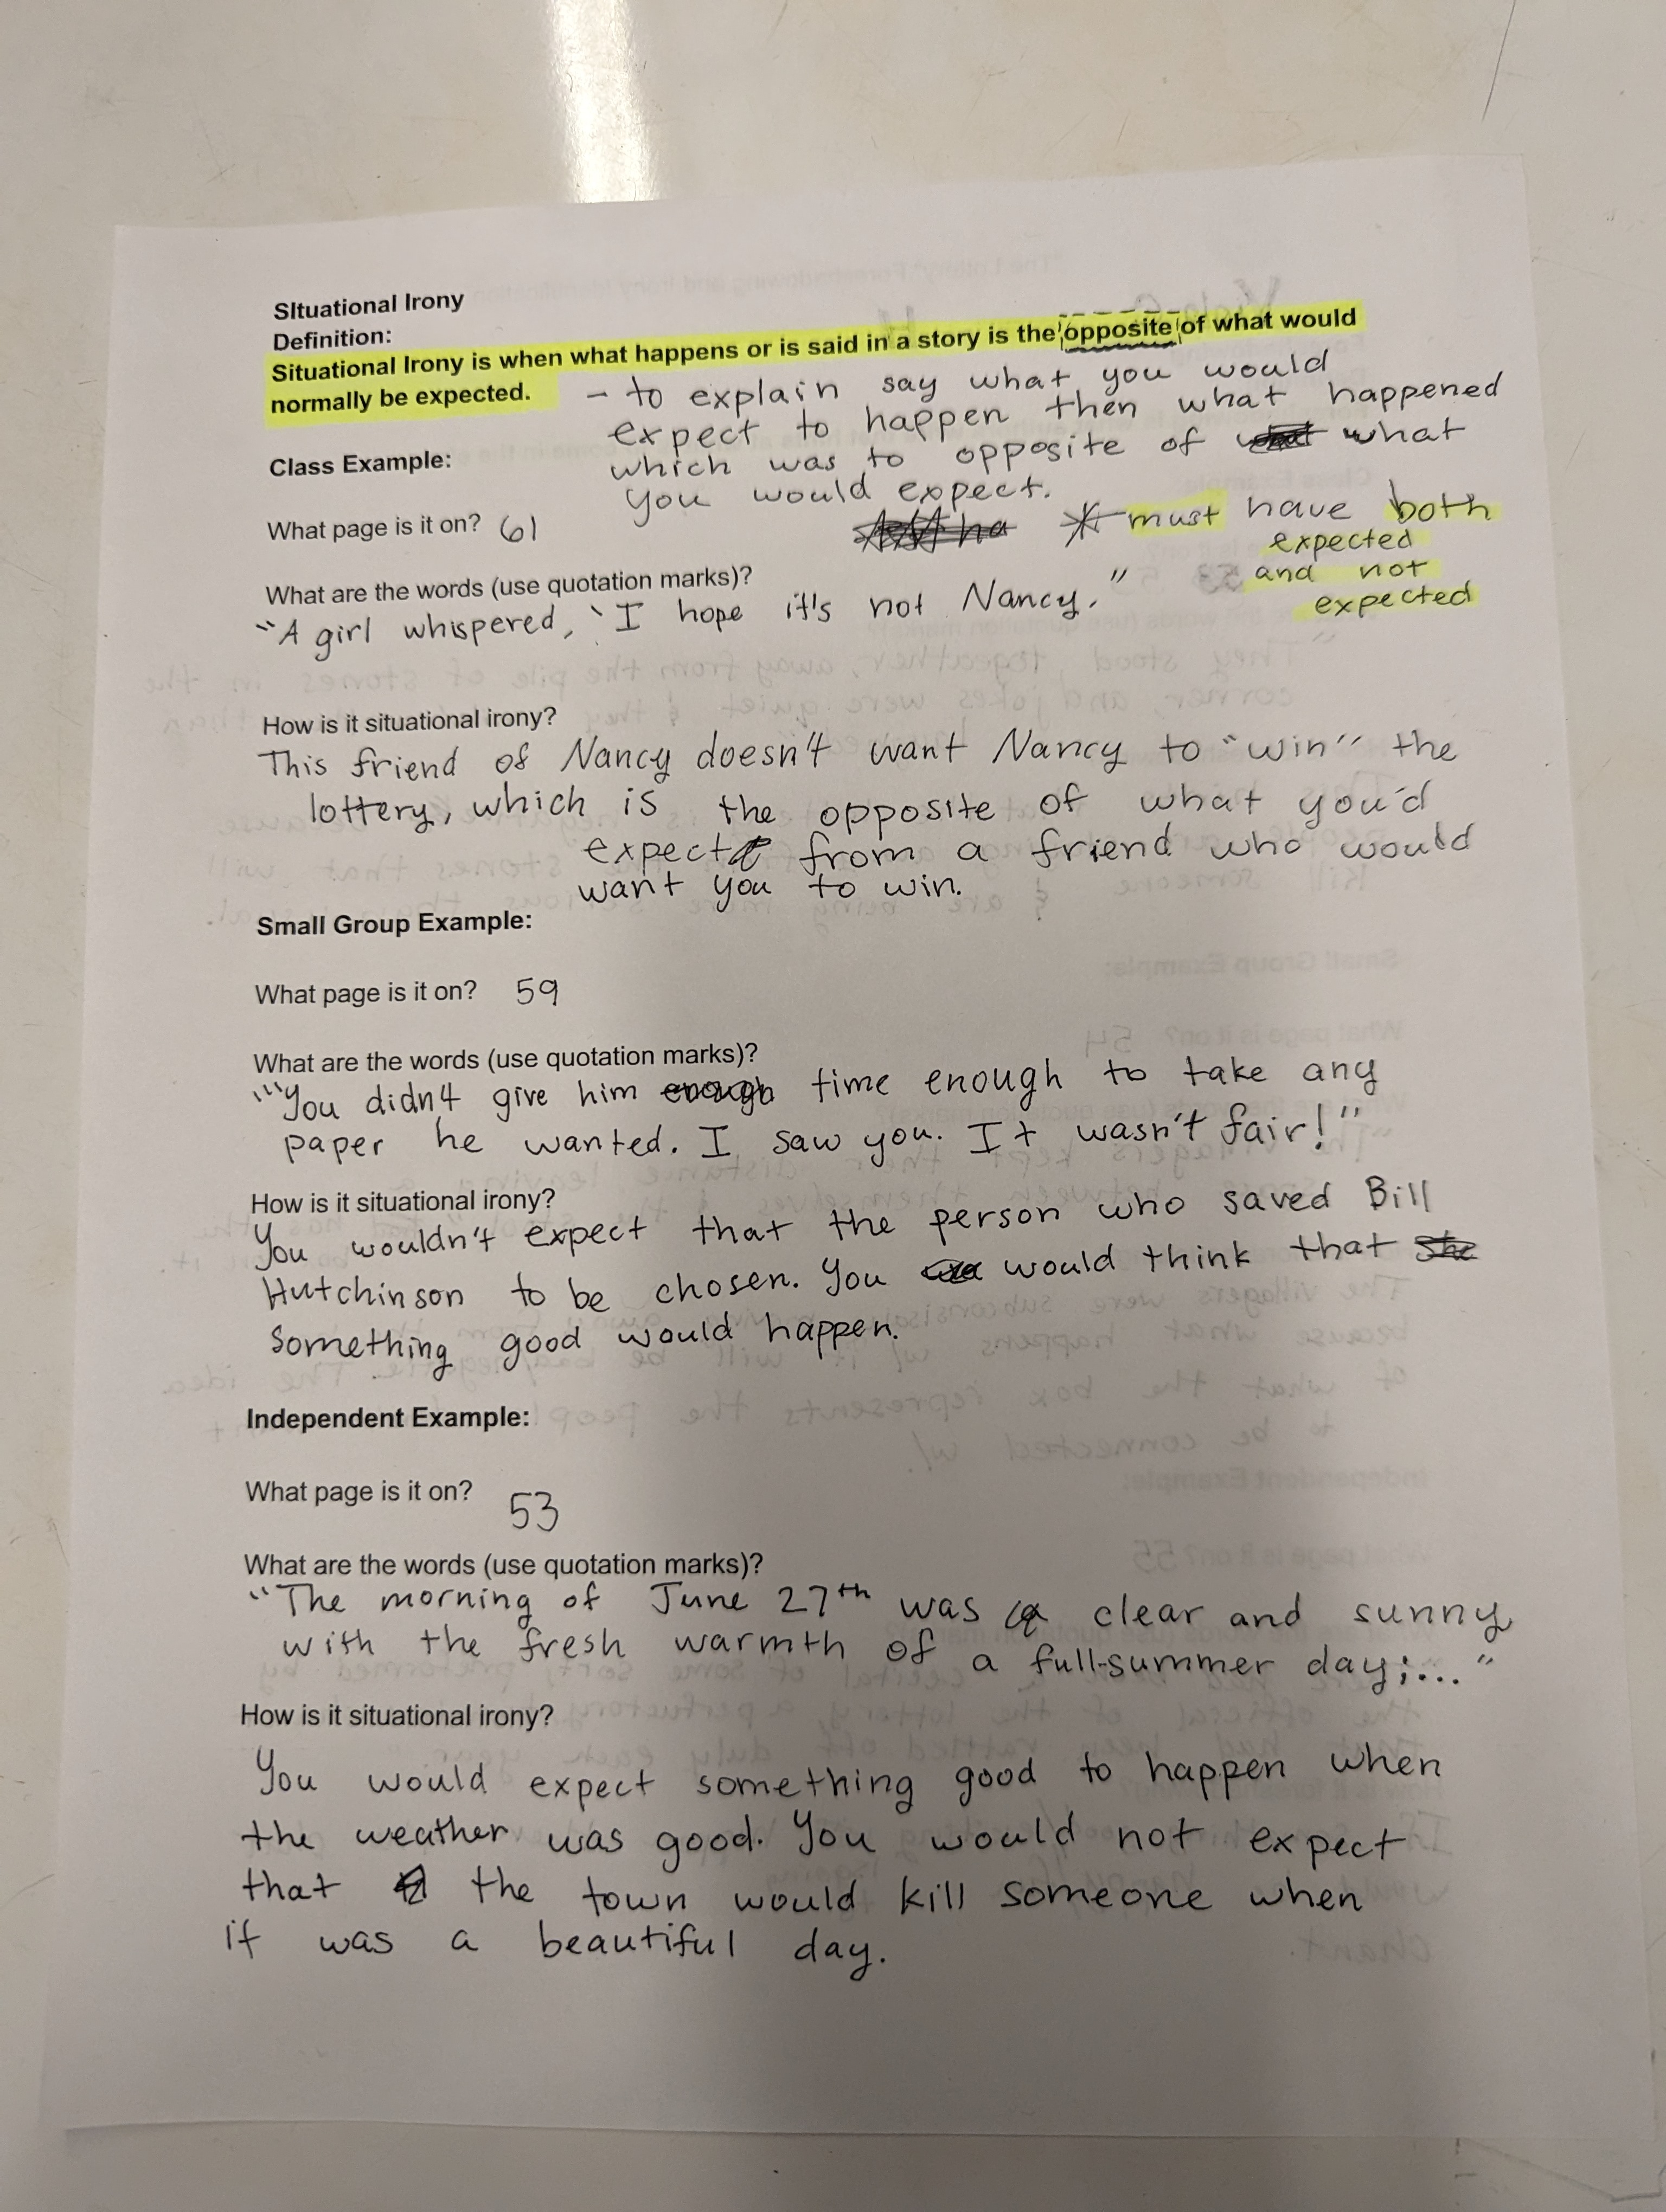 SItuational Irony
Definition:
Situational Irony is when what happens or is said in a story is the opposite of what would
normally be expected.
- to explain say what you would
expect to happen then what happened
which was to opposite of what
you would expect.
Class Example:
What page is it on? 61
* must have both
expected
and not
expected
What are the words (use quotation marks)?
"A girl whispered, 'I hope it's not Nancy."
How is it situational irony?
This friend of Nancy doesn't want Nancy to "win" the
lottery, which is the opposite of what you'd
expect from a friend who would
want you to win.
Small Group Example:
What page is it on? 59
What are the words (use quotation marks)?
"'You didn't give him enough time enough to take any
paper he wanted. I saw you. It wasn't fair!"
How is it situational irony?
You wouldn't expect that the person who saved Bill
Hutchinson to be chosen. You would think that she
something good would happen.
Independent Example:
What page is it on? 53
What are the words (use quotation marks)?
"The morning of June 27th was clear and sunny
with the fresh warmth of a full-summer day;..."
How is it situational irony?
You would expect something good to happen when
the weather was good. You would not expect
that the town would kill someone when
it was a beautiful day.